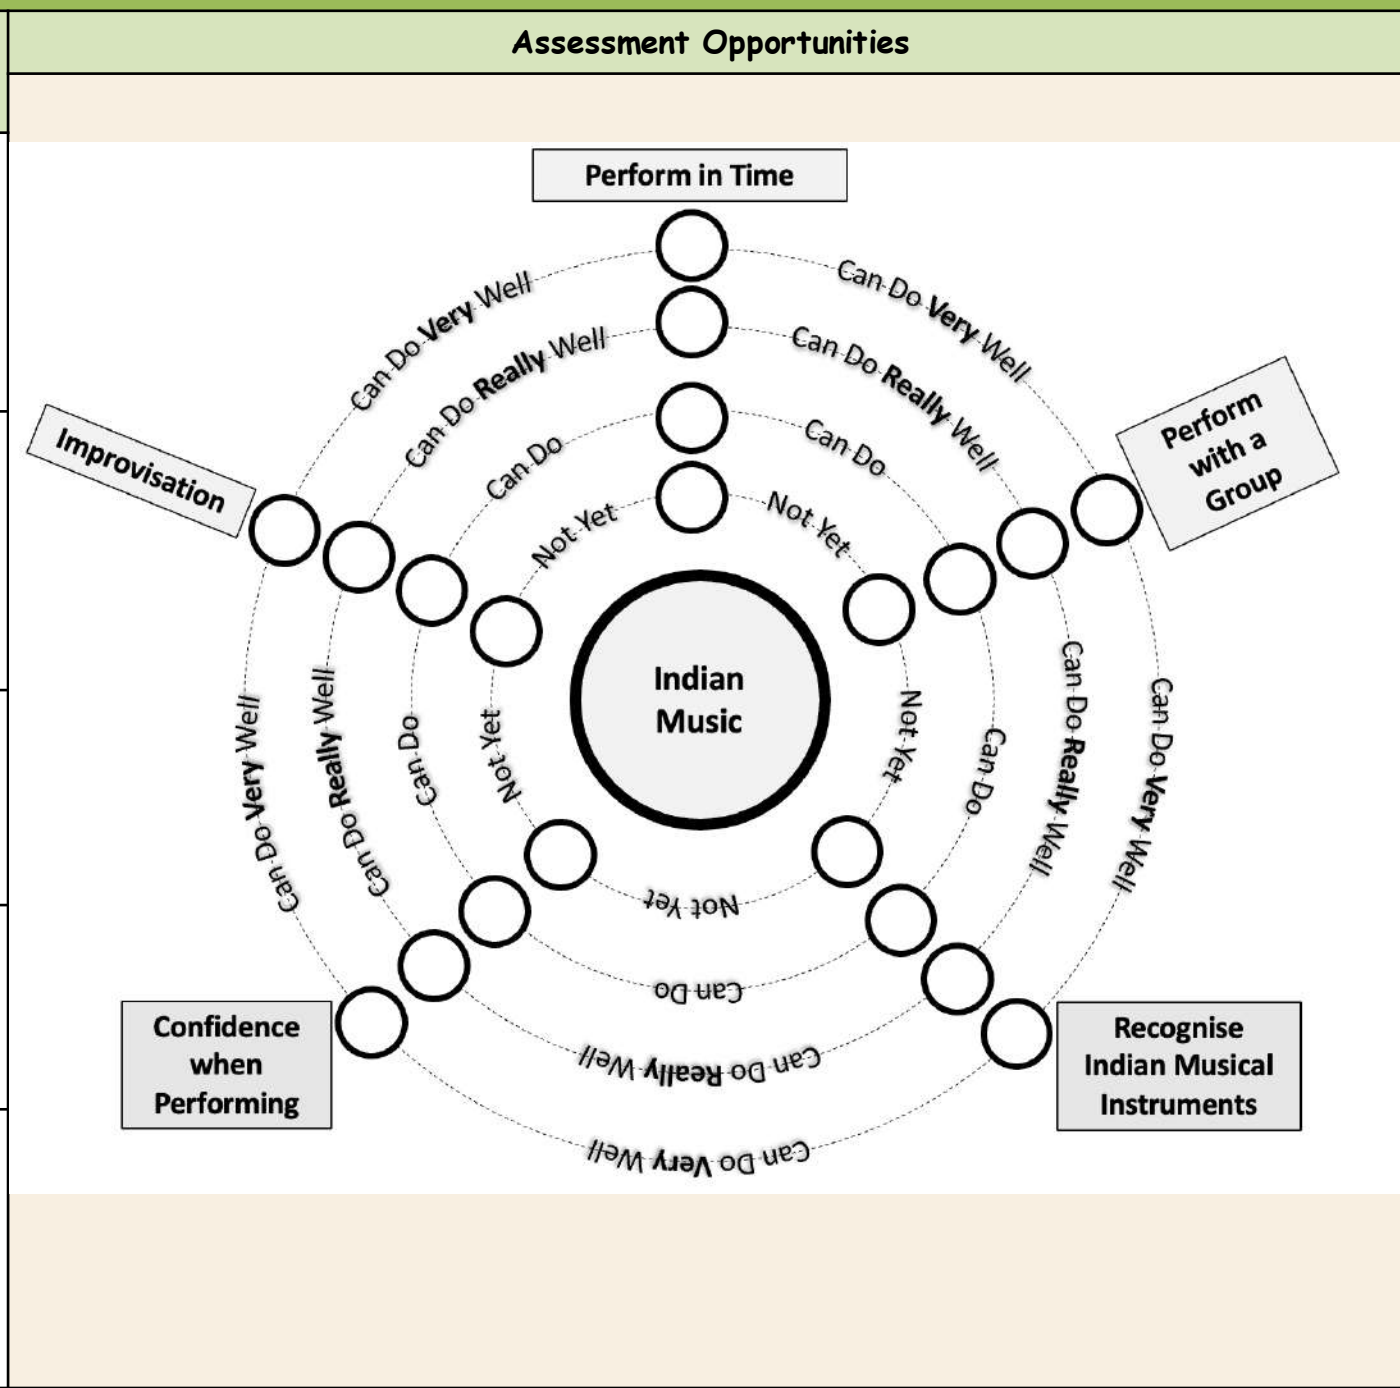 Assessment Opportunities
Perform in Time
Can Do Very Well
Can Do Very Well
Can Do Really Well
Can Do Really Well
Can Do
Can Do
Not Yet
Not Yet
Improvisation
Perform
with a
Group
Indian
Music
Can Do Very Well
Can Do Really Well
Can Do
Not Yet
Not Yet
Can Do
Can Do Really Well
Can Do Very Well
Not Yet
Can Do
Can Do Really Well
Can Do Very Well
Confidence
when
Performing
Recognise
Indian Musical
Instruments